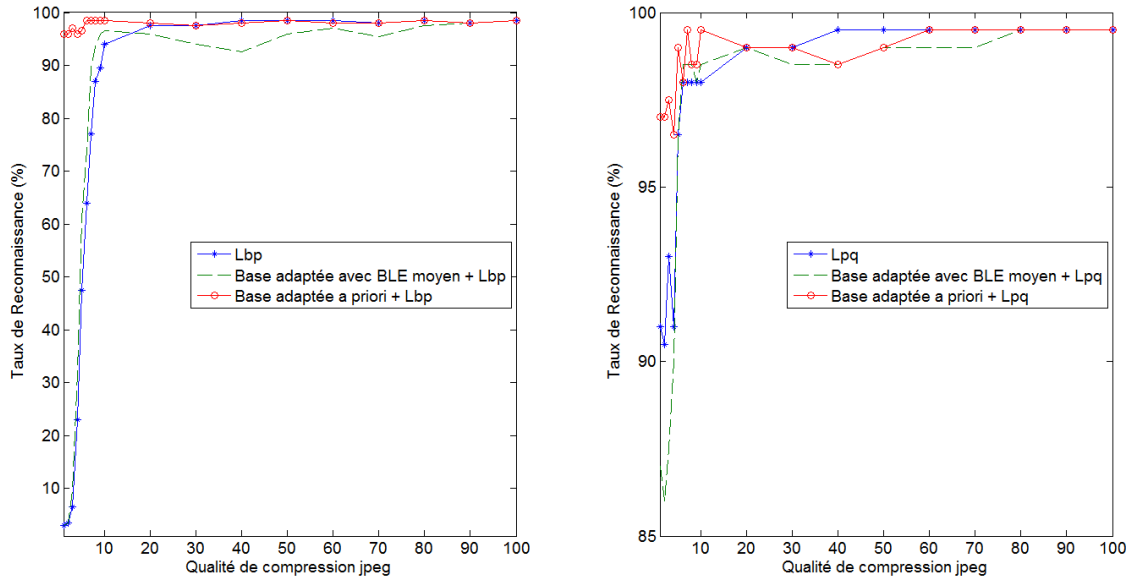 100
90
80
70
60
50
40
30
20
10
Taux de Reconnaissance (%)
Lbp
Base adaptée avec BLE moyen + Lbp
Base adaptée a priori + Lbp
10 20 30 40 50 60 70 80 90 100
Qualité de compression jpeg
100
95
90
85
Taux de Reconnaissance (%)
Lpq
Base adaptée avec BLE moyen + Lpq
Base adaptée a priori + Lpq
10 20 30 40 50 60 70 80 90 100
Qualité de compression jpeg